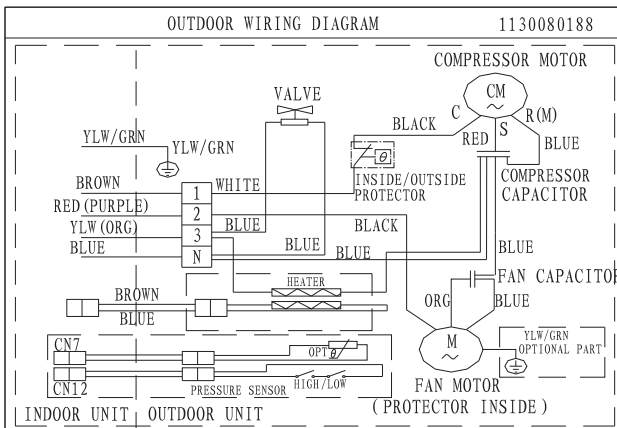 OUTDOOR WIRING DIAGRAM 1130080188
COMPRESSOR MOTOR
CM
C
S
R(M)
VALVE
BLACK
RED
BLUE
YLW/GRN
YLW/GRN
θ
INSIDE/OUTSIDE
PROTECTOR
COMPRESSOR
CAPACITOR
BROWN
1
WHITE
RED(PURPLE)
2
BLACK
YLW(ORG)
3
BLUE
BLUE
BLUE
N
BLUE
BLUE
HEATER
FAN CAPACITOR
BROWN
BLUE
ORG
BLUE
M
YLW/GRN
OPTIONAL PART
CN7
OPT
θ
CN12
PRESSURE SENSOR
HIGH/LOW
FAN MOTOR
(PROTECTOR INSIDE)
INDOOR UNIT
OUTDOOR UNIT